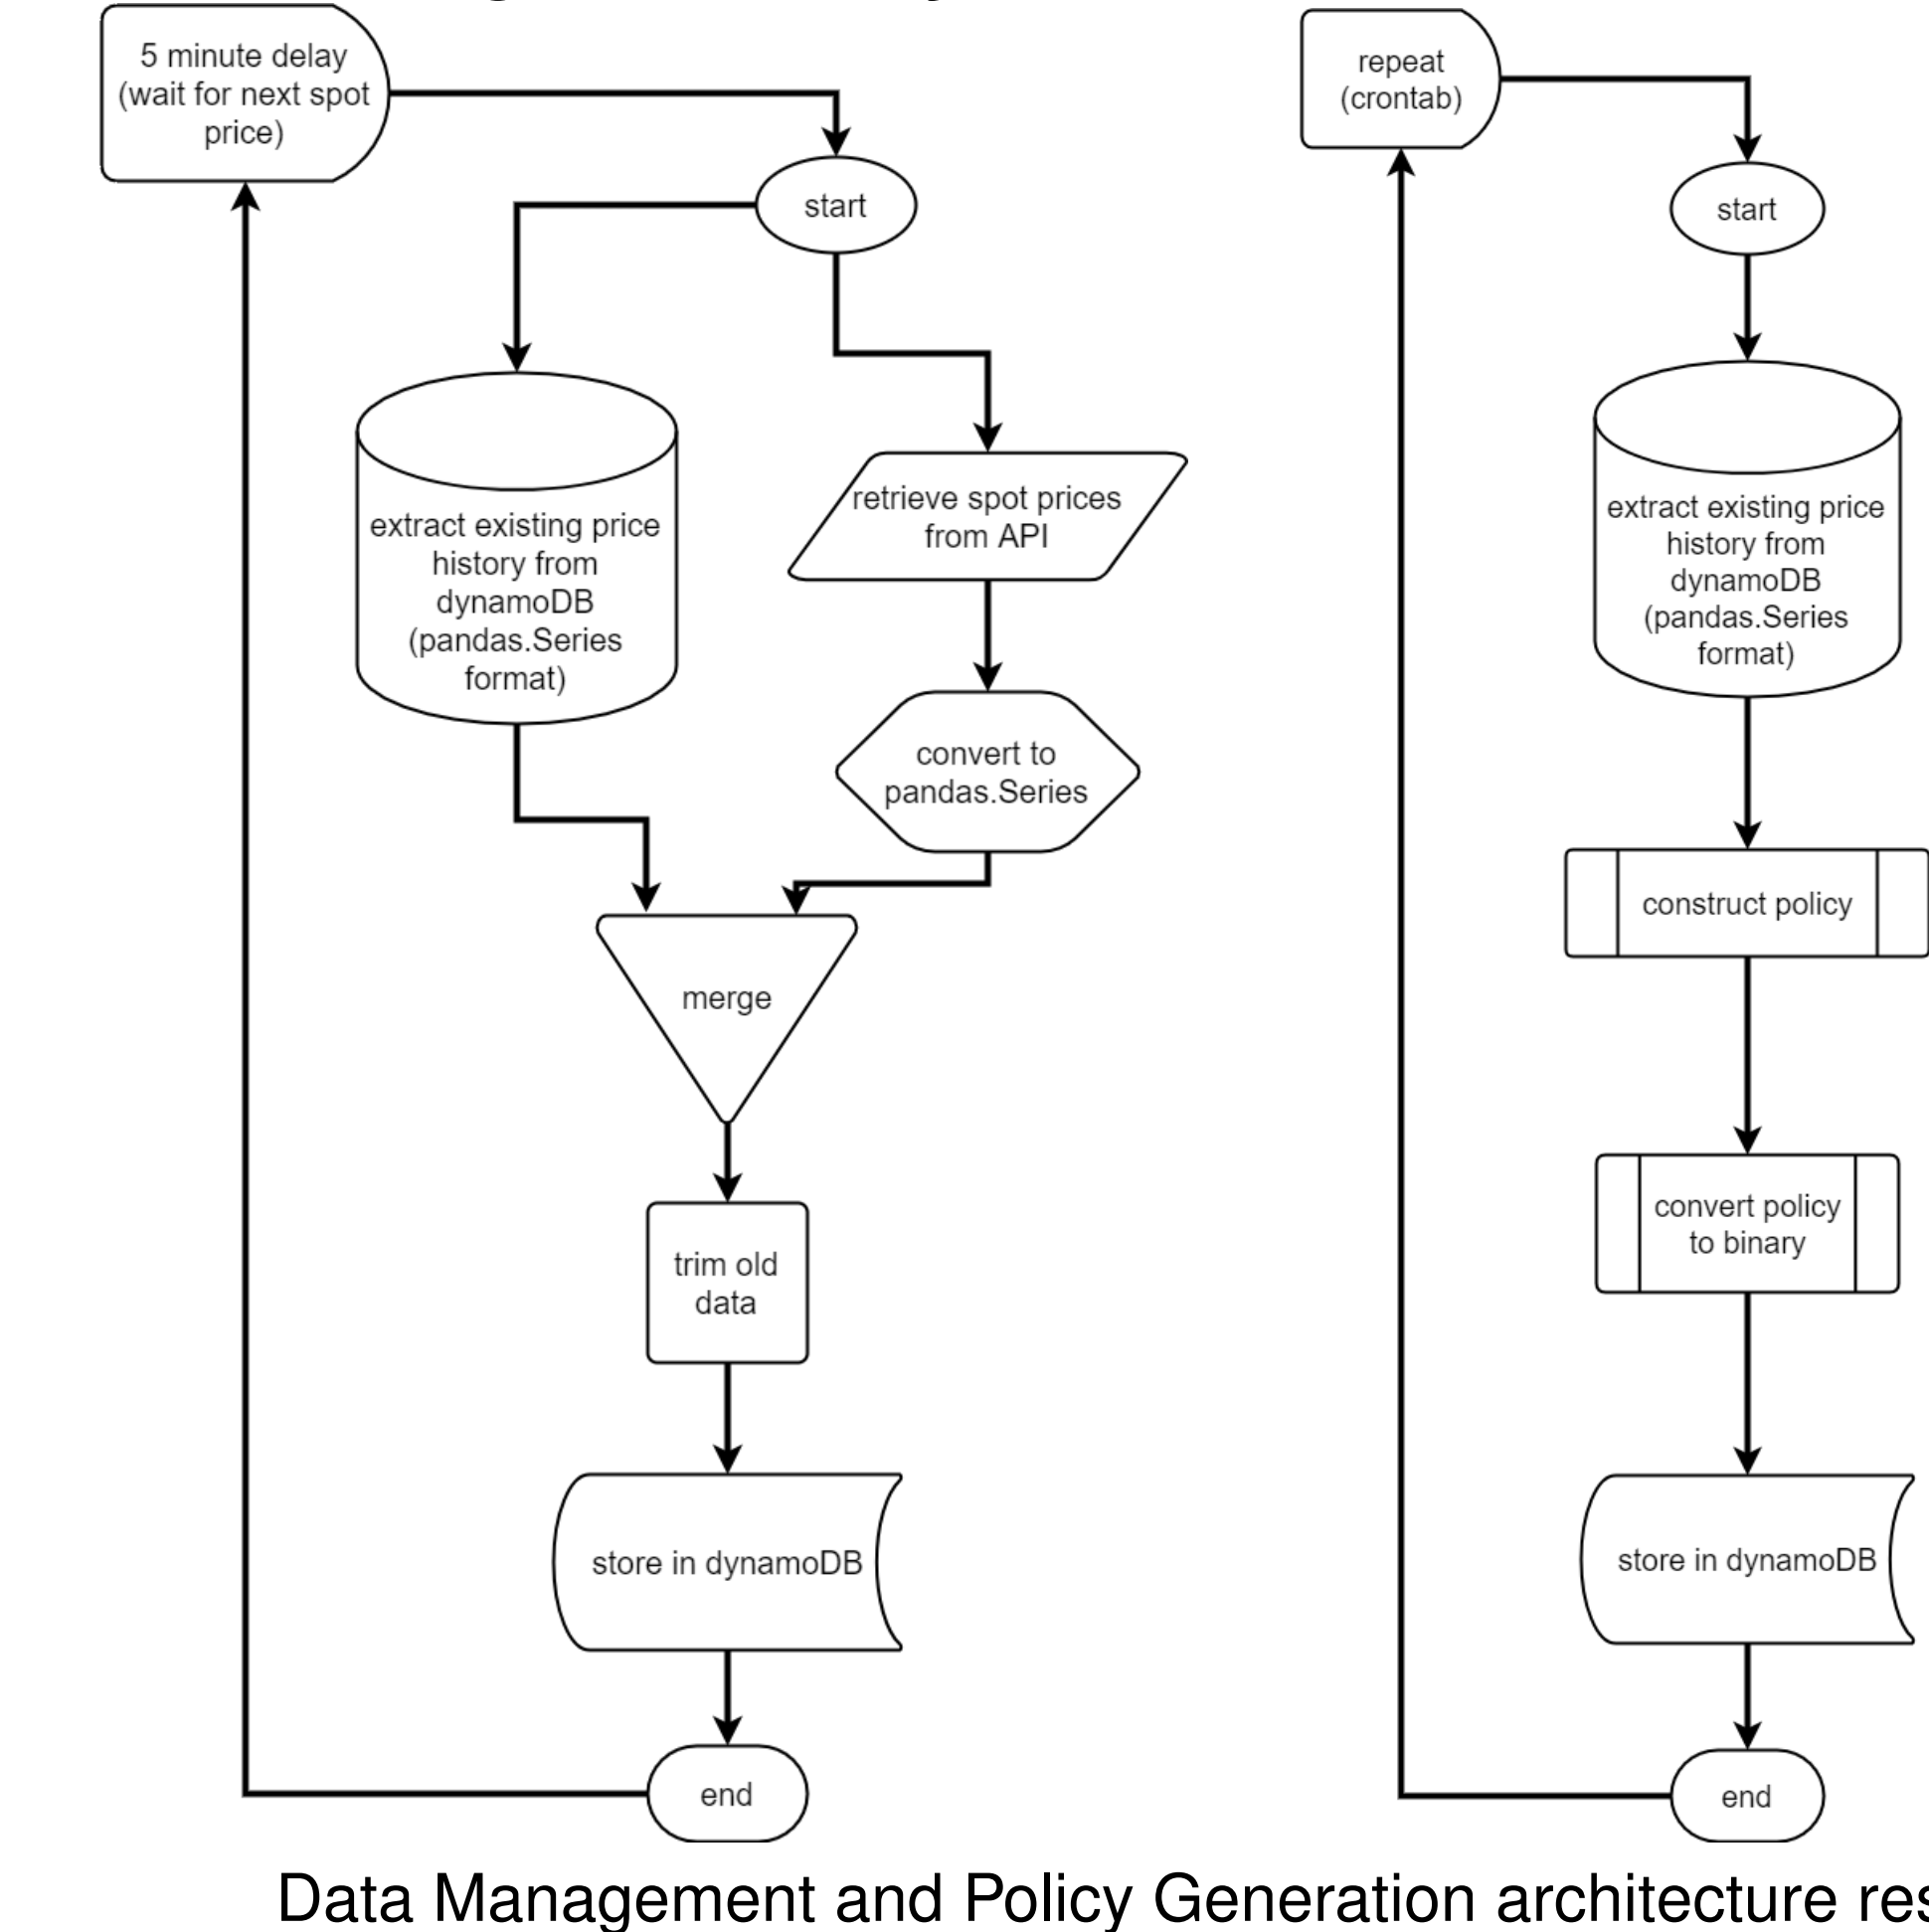 5 minute delay
(wait for next spot
price)
start
extract existing price
history from
dynamoDB
(pandas.Series
format)
retrieve spot prices
from API
convert to
pandas.Series
merge
trim old
data
store in dynamoDB
end
repeat
(crontab)
start
extract existing price
history from
dynamoDB
(pandas.Series
format)
construct policy
convert policy
to binary
store in dynamoDB
end
Data Management and Policy Generation architecture